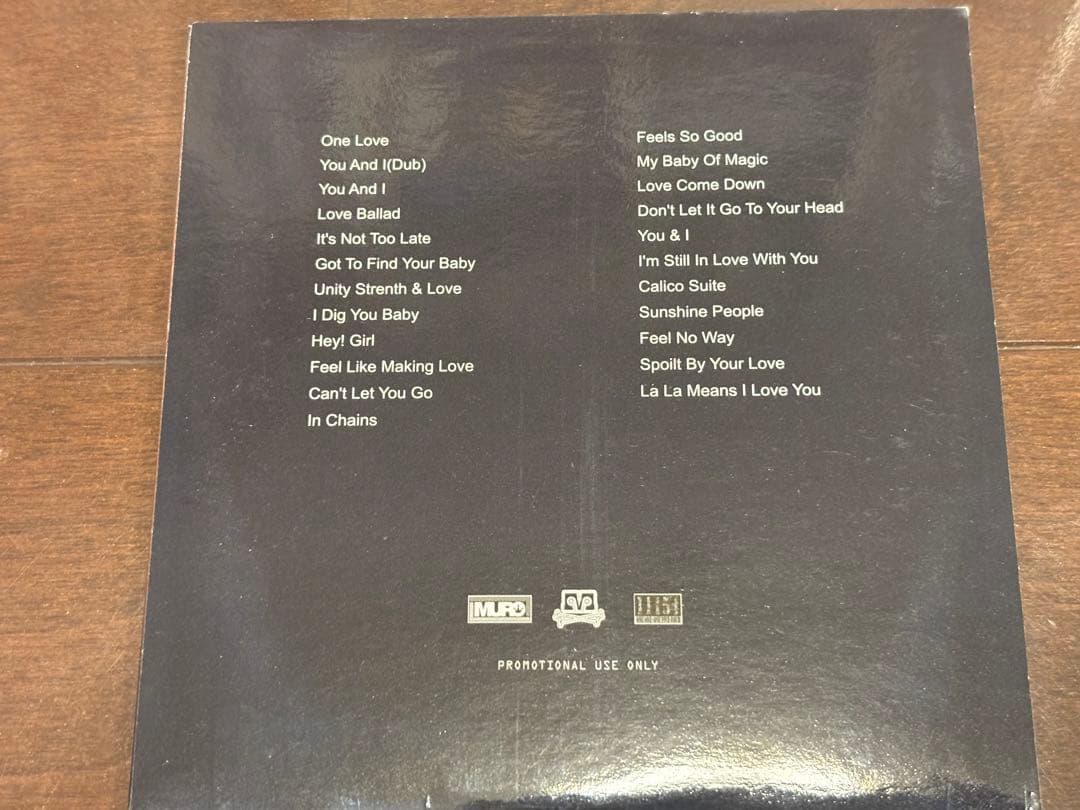 One Love
You And I(Dub)
You And I
Love Ballad
It's Not Too Late
Got To Find Your Baby
Unity Strenth & Love
I Dig You Baby
Hey! Girl
Feel Like Making Love
Can't Let You Go
In Chains
Feels So Good
My Baby Of Magic
Love Come Down
Don't Let It Go To Your Head
You & I
I'm Still In Love With You
Calico Suite
Sunshine People
Feel No Way
Spoilt By Your Love
La La Means I Love You
MURO
PROMOTIONAL USE ONLY